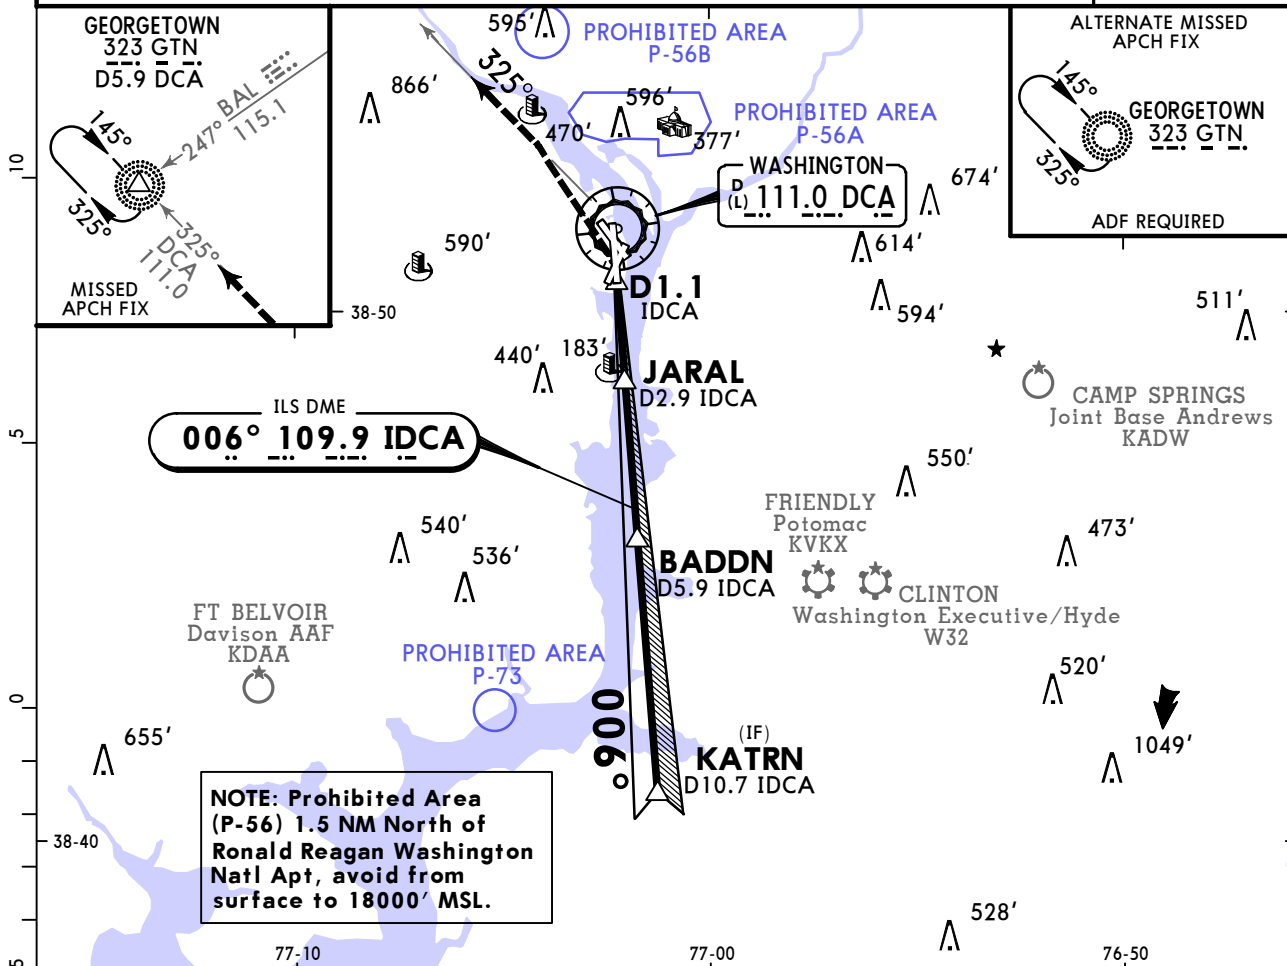 GEORGETOWN
323 GTN
D5.9 DCA
145°
325°
247° BAL
115.1
325°
DCA
111.0
MISSED
APCH FIX
595′
PROHIBITED AREA
P-56B
325°
866′
596′
470′
377′
PROHIBITED AREA
P-56A
WASHINGTON
D
(L)
111.0 DCA
674′
614′
594′
590′
ALTERNATE MISSED
APCH FIX
145°
325°
GEORGETOWN
323 GTN
ADF REQUIRED
10
38-50
D1.1
IDCA
511′
440′
183′
JARAL
D2.9 IDCA
CAMP SPRINGS
Joint Base Andrews
KADW
ILS DME
006° 109.9 IDCA
5
550′
FRIENDLY
Potomac
KVKX
473′
540′
536′
BADDN
D5.9 IDCA
CLINTON
Washington Executive/Hyde
W32
FT BELVOIR
Davison AAF
KDAA
PROHIBITED AREA
P-73
520′
0
006°
655′
(IF)
KATRN
D10.7 IDCA
1049′
NOTE: Prohibited Area
(P-56) 1.5 NM North of
Ronald Reagan Washington
Natl Apt, avoid from
surface to 18000′ MSL.
38-40
528′
5
77-10
77-00
76-50